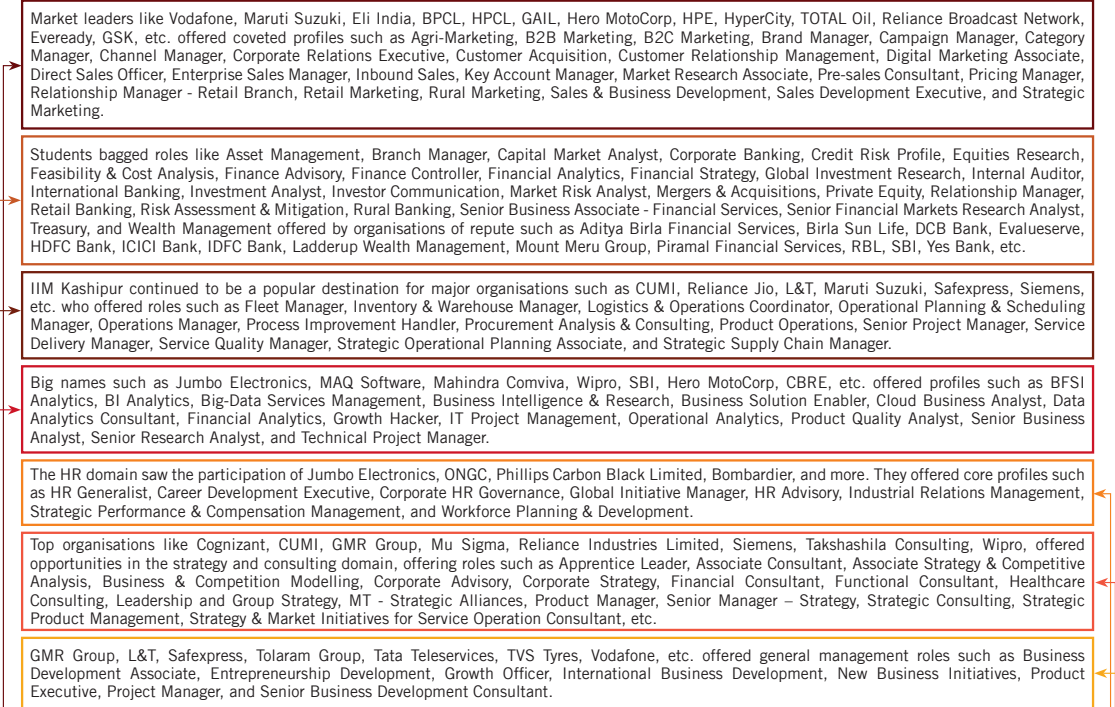 Market leaders like Vodafone, Maruti Suzuki, Eli India, BPCL, HPCL, GAIL, Hero MotoCorp, HPE, HyperCity, TOTAL Oil, Reliance Broadcast Network,
Eveready, GSK, etc. offered coveted profiles such as Agri-Marketing, B2B Marketing, B2C Marketing, Brand Manager, Campaign Manager, Category
Manager, Channel Manager, Corporate Relations Executive, Customer Acquisition, Customer Relationship Management, Digital Marketing Associate,
Direct Sales Officer, Enterprise Sales Manager, Inbound Sales, Key Account Manager, Market Research Associate, Pre-sales Consultant, Pricing Manager,
Relationship Manager - Retail Branch, Retail Marketing, Rural Marketing, Sales & Business Development, Sales Development Executive, and Strategic
Marketing.
Students bagged roles like Asset Management, Branch Manager, Capital Market Analyst, Corporate Banking, Credit Risk Profile, Equities Research,
Feasibility & Cost Analysis, Finance Advisory, Finance Controller, Financial Analytics, Financial Strategy, Global Investment Research, Internal Auditor,
International Banking, Investment Analyst, Investor Communication, Market Risk Analyst, Mergers & Acquisitions, Private Equity, Relationship Manager,
Retail Banking, Risk Assessment & Mitigation, Rural Banking, Senior Business Associate - Financial Services, Senior Financial Markets Research Analyst,
Treasury, and Wealth Management offered by organisations of repute such as Aditya Birla Financial Services, Birla Sun Life, DCB Bank, Evalueserve,
HDFC Bank, ICICI Bank, IDFC Bank, Ladderup Wealth Management, Mount Meru Group, Piramal Financial Services, RBL, SBI, Yes Bank, etc.
IIM Kashipur continued to be a popular destination for major organisations such as CUMI, Reliance Jio, L&T, Maruti Suzuki, Safexpress, Siemens,
etc. who offered roles such as Fleet Manager, Inventory & Warehouse Manager, Logistics & Operations Coordinator, Operational Planning & Scheduling
Manager, Operations Manager, Process Improvement Handler, Procurement Analysis & Consulting, Product Operations, Senior Project Manager, Service
Delivery Manager, Service Quality Manager, Strategic Operational Planning Associate, and Strategic Supply Chain Manager.
Big names such as Jumbo Electronics, MAQ Software, Mahindra Comviva, Wipro, SBI, Hero MotoCorp, CBRE, etc. offered profiles such as BFSI
Analytics, BI Analytics, Big-Data Services Management, Business Intelligence & Research, Business Solution Enabler, Cloud Business Analyst, Data
Analytics Consultant, Financial Analytics, Growth Hacker, IT Project Management, Operational Analytics, Product Quality Analyst, Senior Business
Analyst, Senior Research Analyst, and Technical Project Manager.
The HR domain saw the participation of Jumbo Electronics, ONGC, Phillips Carbon Black Limited, Bombardier, and more. They offered core profiles such
as HR Generalist, Career Development Executive, Corporate HR Governance, Global Initiative Manager, HR Advisory, Industrial Relations Management,
Strategic Performance & Compensation Management, and Workforce Planning & Development.
Top organisations like Cognizant, CUMI, GMR Group, Mu Sigma, Reliance Industries Limited, Siemens, Takshashila Consulting, Wipro, offered
opportunities in the strategy and consulting domain, offering roles such as Apprentice Leader, Associate Consultant, Associate Strategy & Competitive
Analysis, Business & Competition Modelling, Corporate Advisory, Corporate Strategy, Financial Consultant, Functional Consultant, Healthcare
Consulting, Leadership and Group Strategy, MT - Strategic Alliances, Product Manager, Senior Manager – Strategy, Strategic Consulting, Strategic
Product Management, Strategy & Market Initiatives for Service Operation Consultant, etc.
GMR Group, L&T, Safexpress, Tolaram Group, Tata Teleservices, TVS Tyres, Vodafone, etc. offered general management roles such as Business
Development Associate, Entrepreneurship Development, Growth Officer, International Business Development, New Business Initiatives, Product
Executive, Project Manager, and Senior Business Development Consultant.